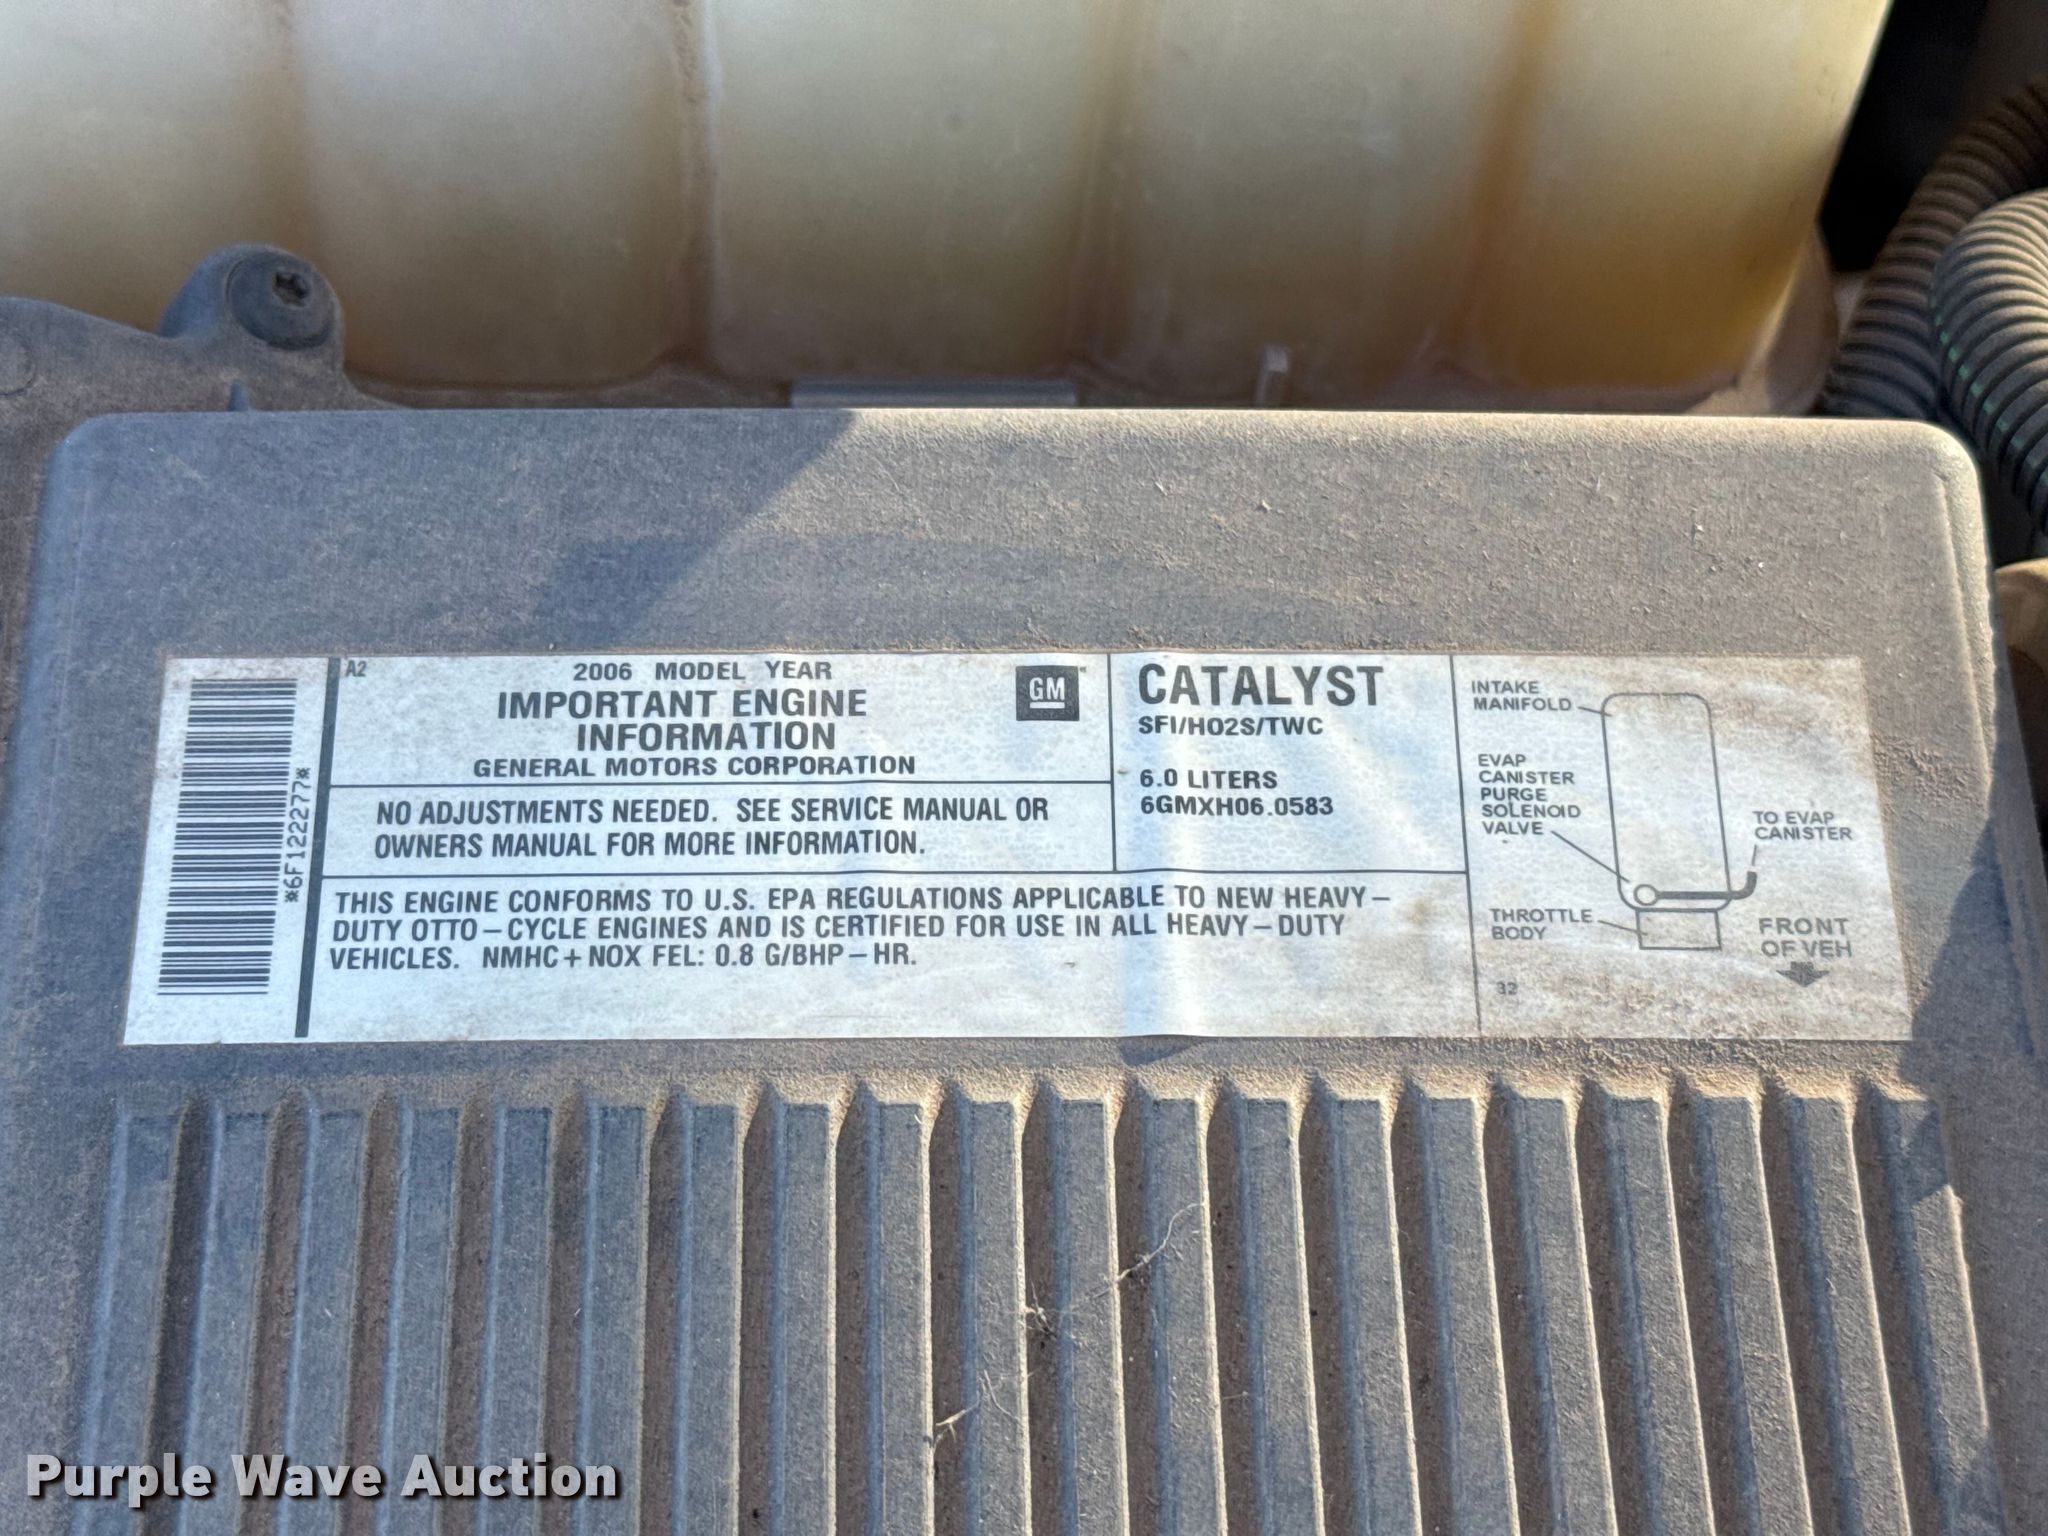 A2
2006 MODEL YEAR
IMPORTANT ENGINE
INFORMATION
GENERAL MOTORS CORPORATION
GM
NO ADJUSTMENTS NEEDED. SEE SERVICE MANUAL OR
OWNERS MANUAL FOR MORE INFORMATION.
THIS ENGINE CONFORMS TO U.S. EPA REGULATIONS APPLICABLE TO NEW HEAVY-
DUTY OTTO-CYCLE ENGINES AND IS CERTIFIED FOR USE IN ALL HEAVY-DUTY
VEHICLES. NMHC+NOX FEL: 0.8 G/BHP-HR.
*6F122277*
CATALYST
SFI/HO2S/TWC
6.0 LITERS
6GMXH06.0583
INTAKE
MANIFOLD
EVAP
CANISTER
PURGE
SOLENOID
VALVE
THROTTLE
BODY
TO EVAP
CANISTER
FRONT
OF VEH
32
Purple Wave Auction